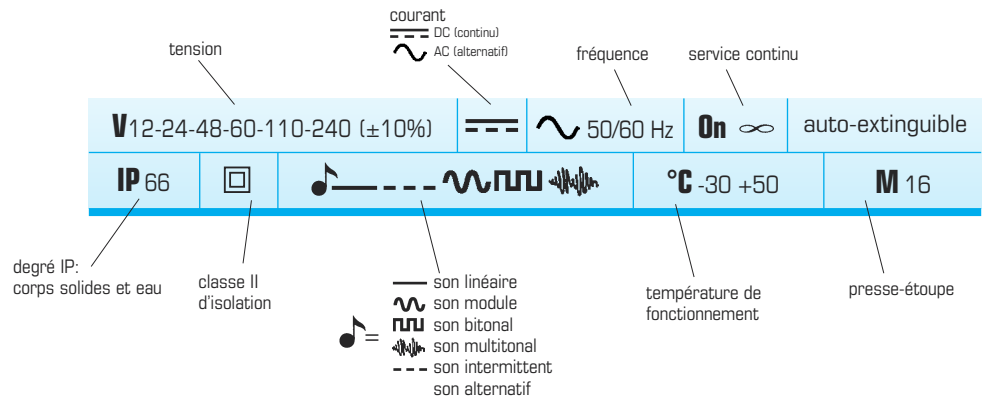 courant
DC (continu)
AC (alternatif)
tension
fréquence
service continu
V12-24-48-60-110-240 (±10%)
50/60 Hz
On ∞
auto-extinguible
IP 66
°C -30 +50
M 16
degré IP:
corps solides et eau
classe II
d'isolation
=
son linéaire
son module
son bitonal
son multitonal
son intermittent
son alternatif
température de
fonctionnement
presse-étoupe